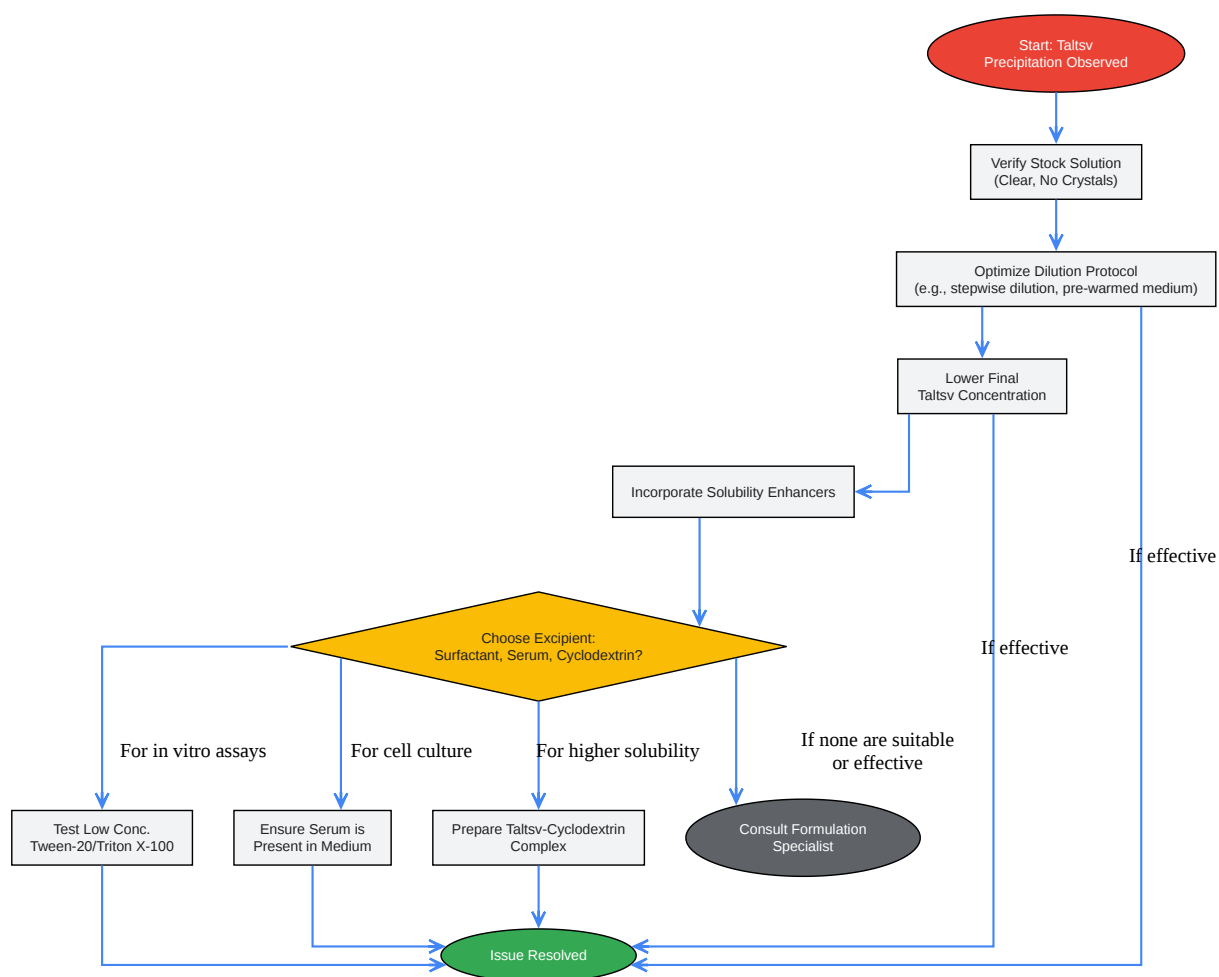 Start: Taltsv
Precipitation Observed
Verify Stock Solution
(Clear, No Crystals)
Optimize Dilution Protocol
(e.g., stepwise dilution, pre-warmed medium)
Lower Final
Taltsv Concentration
Incorporate Solubility Enhancers
If effective
If effective
Choose Excipient:
Surfactant, Serum, Cyclodextrin?
For in vitro assays
For cell culture
For higher solubility
If none are suitable
or effective
Test Low Conc.
Tween-20/Triton X-100
Ensure Serum is
Present in Medium
Prepare Taltsv-Cyclodextrin
Complex
Consult Formulation
Specialist
Issue Resolved